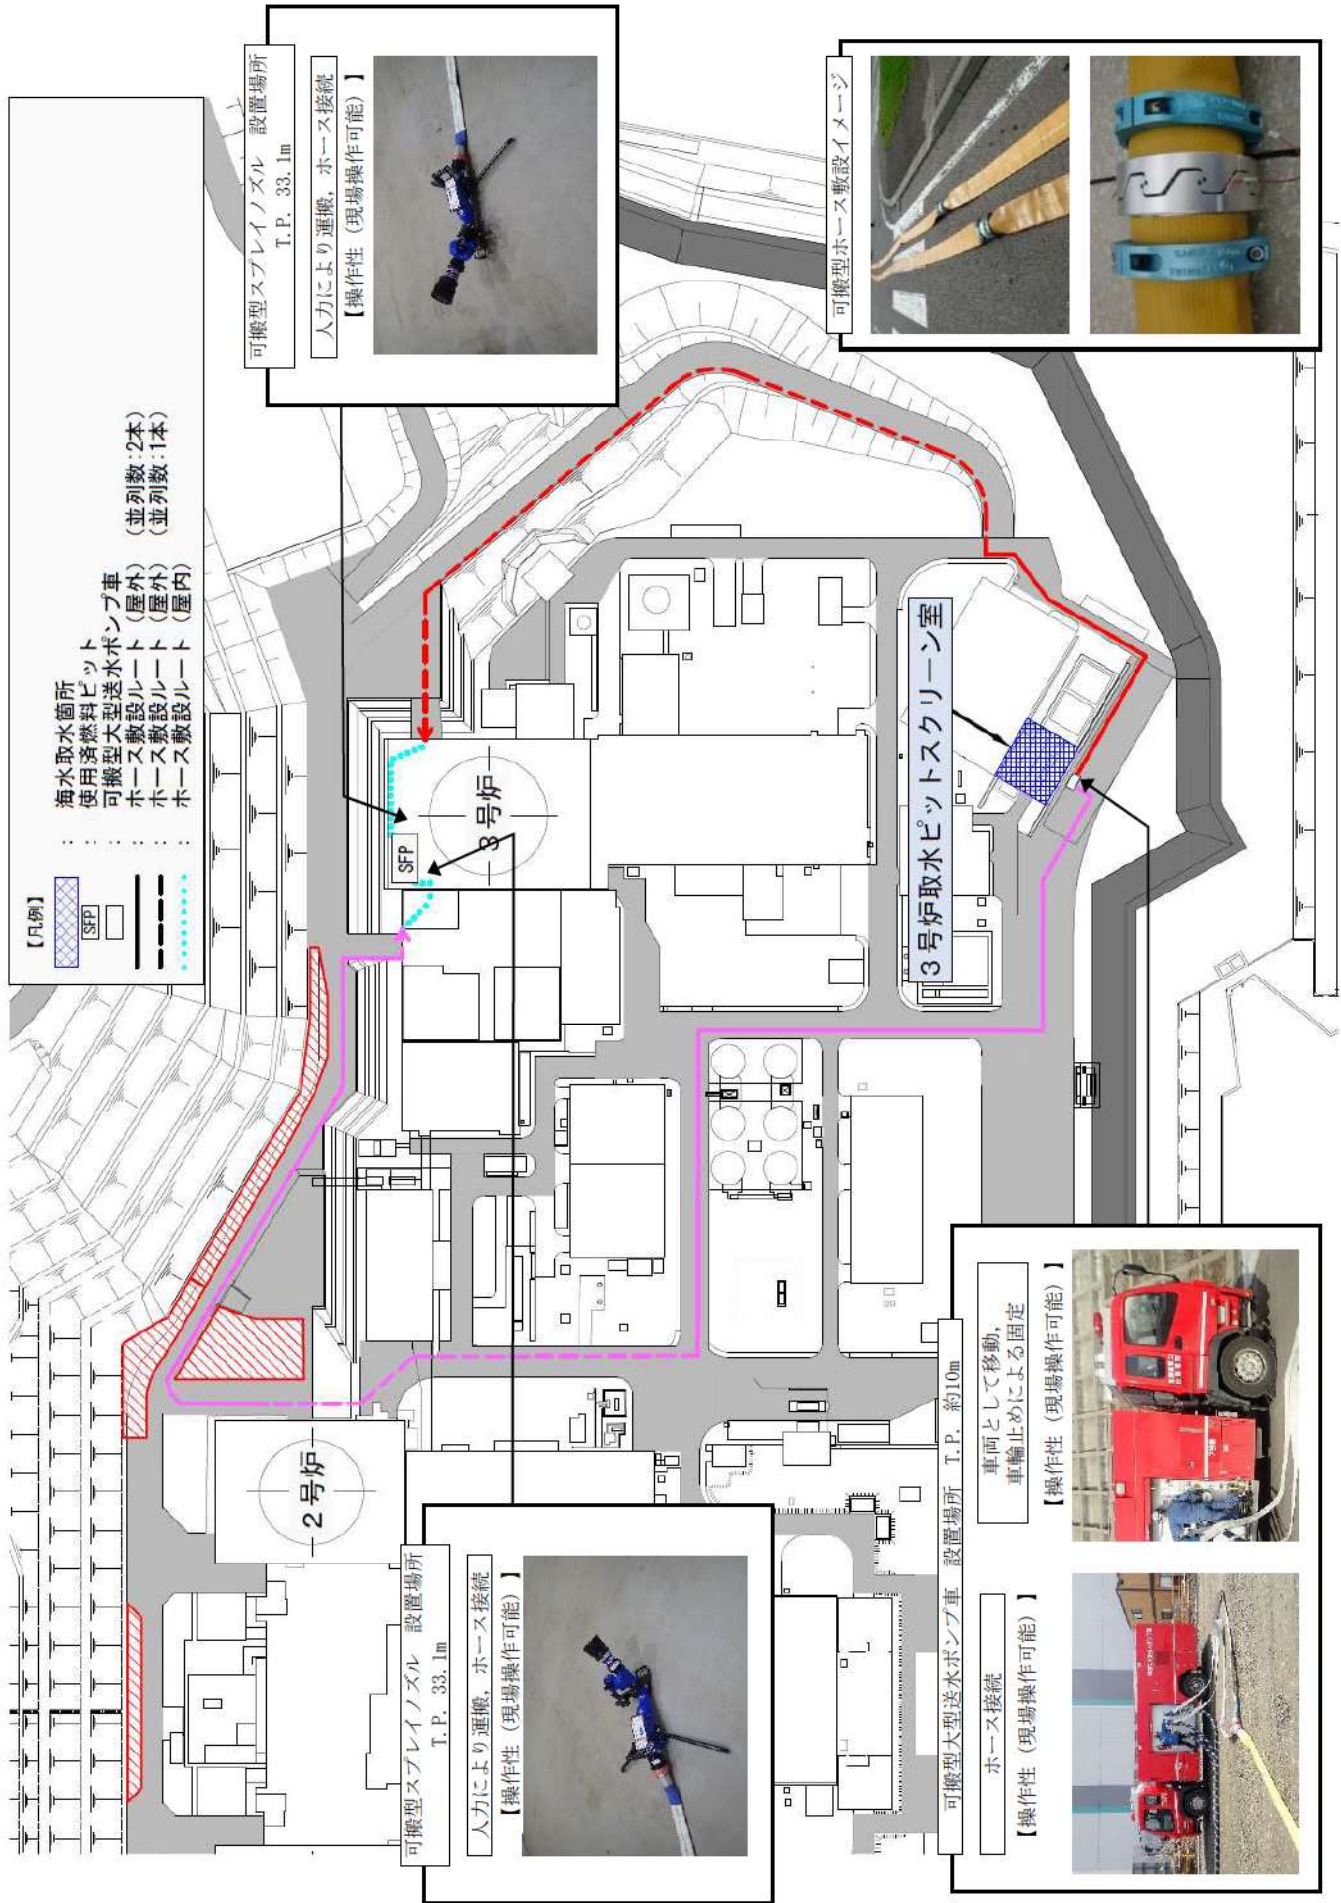 【凡例】
: 海水取水箇所
SFP : 使用済燃料ピット
: 可搬型大型送水ポンプ車
: ホース敷設ルート（屋外）（並列数:2本）
: ホース敷設ルート（屋外）（並列数:1本）
: ホース敷設ルート（屋内）
可搬型スプレイノズル 設置場所
T.P. 33.1m
人力により運搬，ホース接続
【操作性（現場操作可能）】
2号炉
SFP
3号炉
3号炉取水ピットスクリーン室
可搬型スプレイノズル 設置場所
T.P. 33.1m
人力により運搬，ホース接続
【操作性（現場操作可能）】
可搬型大型送水ポンプ車 設置場所 T.P. 約10m
ホース接続
【操作性（現場操作可能）】
車両として移動，
車輪止めによる固定
【操作性（現場操作可能）】
可搬型ホース敷設イメージ